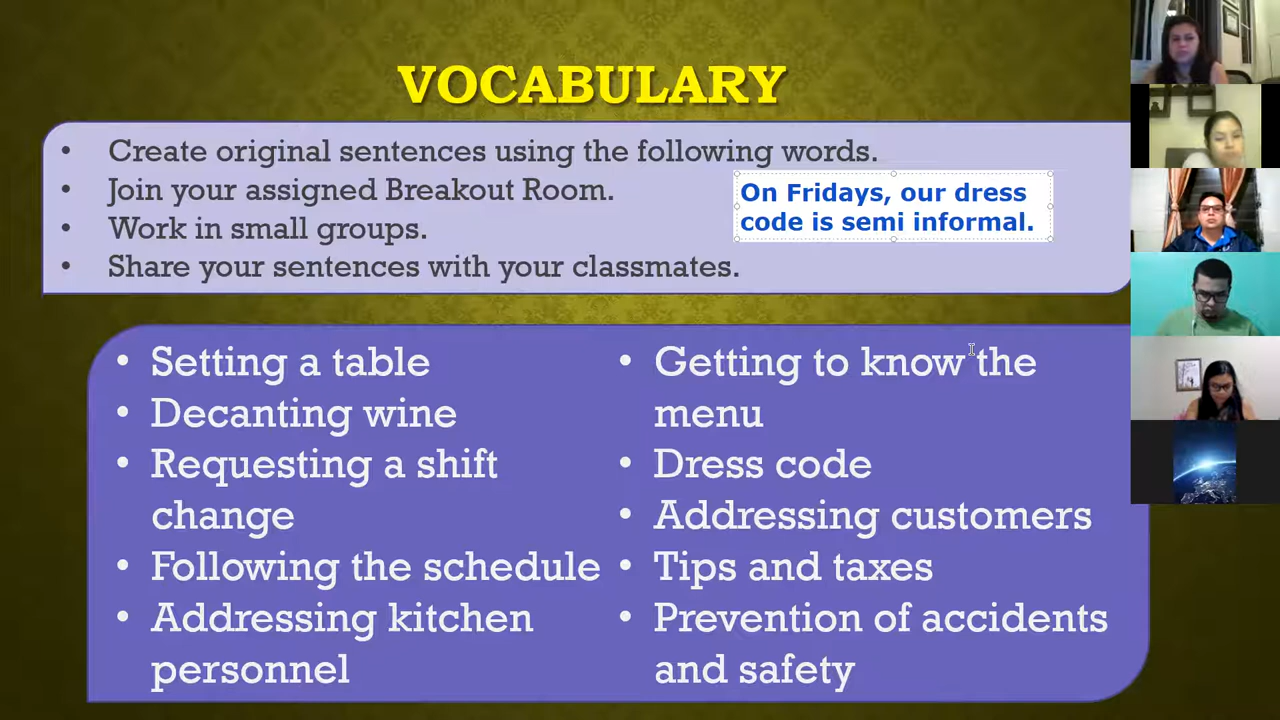 VOCABULARY
• Create original sentences using the following words.
• Join your assigned Breakout Room.
• Work in small groups.
• Share your sentences with your classmates.
On Fridays, our dress
code is semi informal.
• Setting a table
• Decanting wine
• Requesting a shift
change
• Following the schedule
• Addressing kitchen
personnel
• Getting to know the
menu
• Dress code
• Addressing customers
• Tips and taxes
• Prevention of accidents
and safety